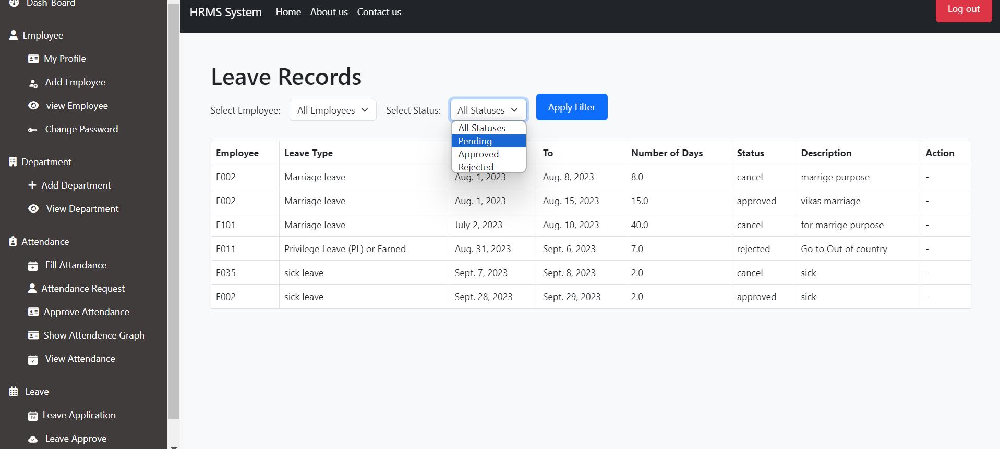 Dash-Board
Employee
My Profile
Add Employee
view Employee
Change Password
Department
Add Department
View Department
Attendance
Fill Attandance
Attendance Request
Approve Attendance
Show Attendence Graph
View Attendance
Leave
19 Leave Application
Leave Approve
HRMS System Home About us Contact us Log out
Leave Records
Select Employee: All Employees Select Status: All Statuses Apply Filter
All Statuses
Pending
Approved
Rejected
Employee Leave Type To Number of Days Status Description Action
E002 Marriage leave Aug. 1, 2023 Aug. 8, 2023 8.0 cancel marrige purpose -
E002 Marriage leave Aug. 1, 2023 Aug. 15, 2023 15.0 approved vikas marriage -
E101 Marriage leave July 2, 2023 Aug. 10, 2023 40.0 cancel for marrige purpose -
E011 Privilege Leave (PL) or Earned Aug. 31, 2023 Sept. 6, 2023 7.0 rejected Go to Out of country -
E035 sick leave Sept. 7, 2023 Sept. 8, 2023 2.0 cancel sick -
E002 sick leave Sept. 28, 2023 Sept. 29, 2023 2.0 approved sick -